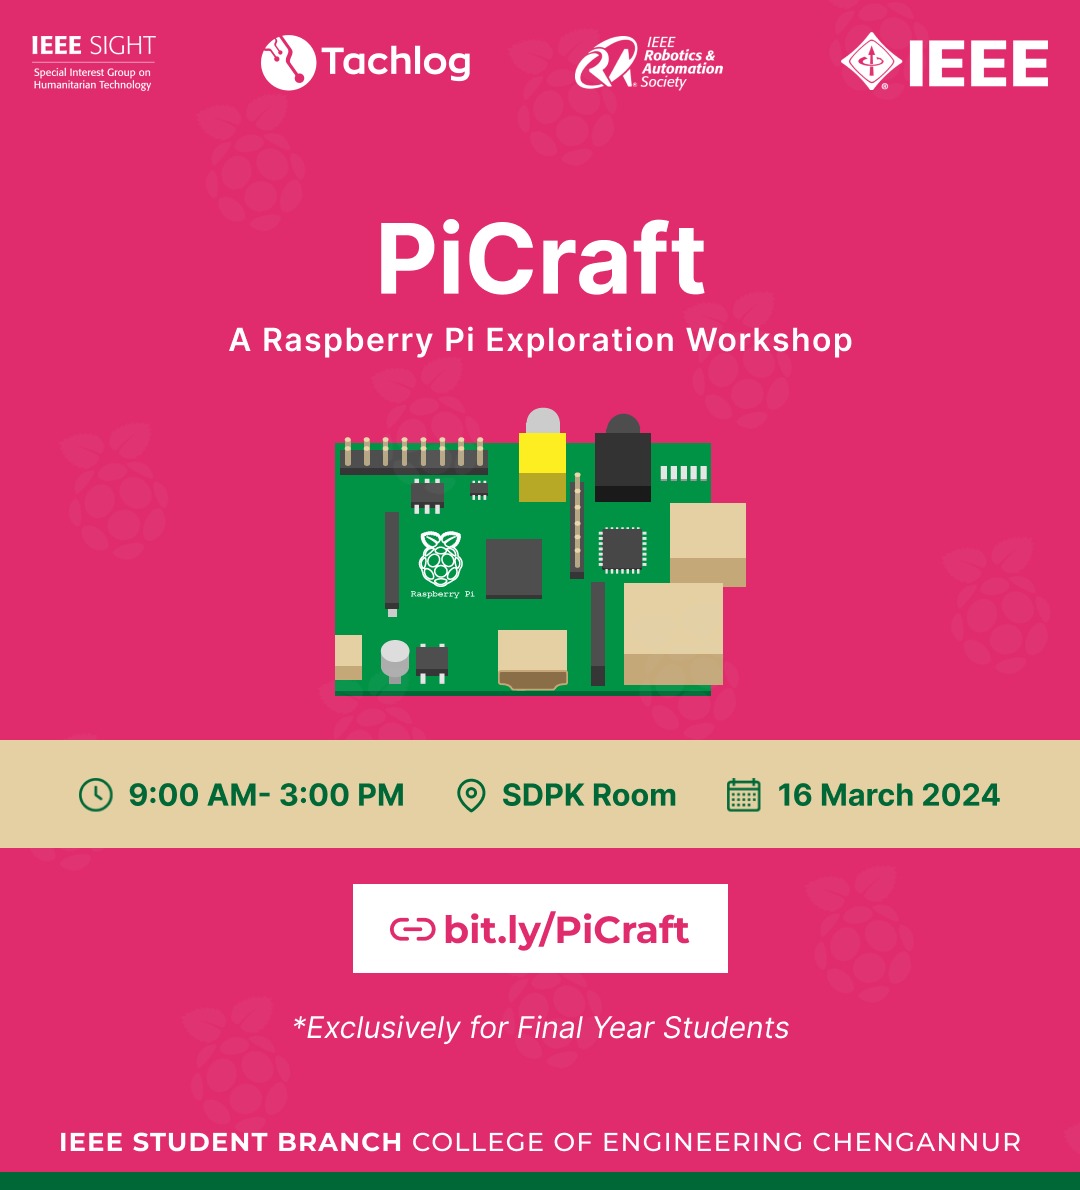 IEEE SIGHT
Special Interest Group on
Humanitarian Technology
Tachlog
IEEE
Robotics &
Automation
Society
IEEE
PiCraft
A Raspberry Pi Exploration Workshop
Raspberry Pi
9:00 AM- 3:00 PM
SDPK Room
16 March 2024
bit.ly/PiCraft
*Exclusively for Final Year Students
IEEE STUDENT BRANCH COLLEGE OF ENGINEERING CHENGANNUR